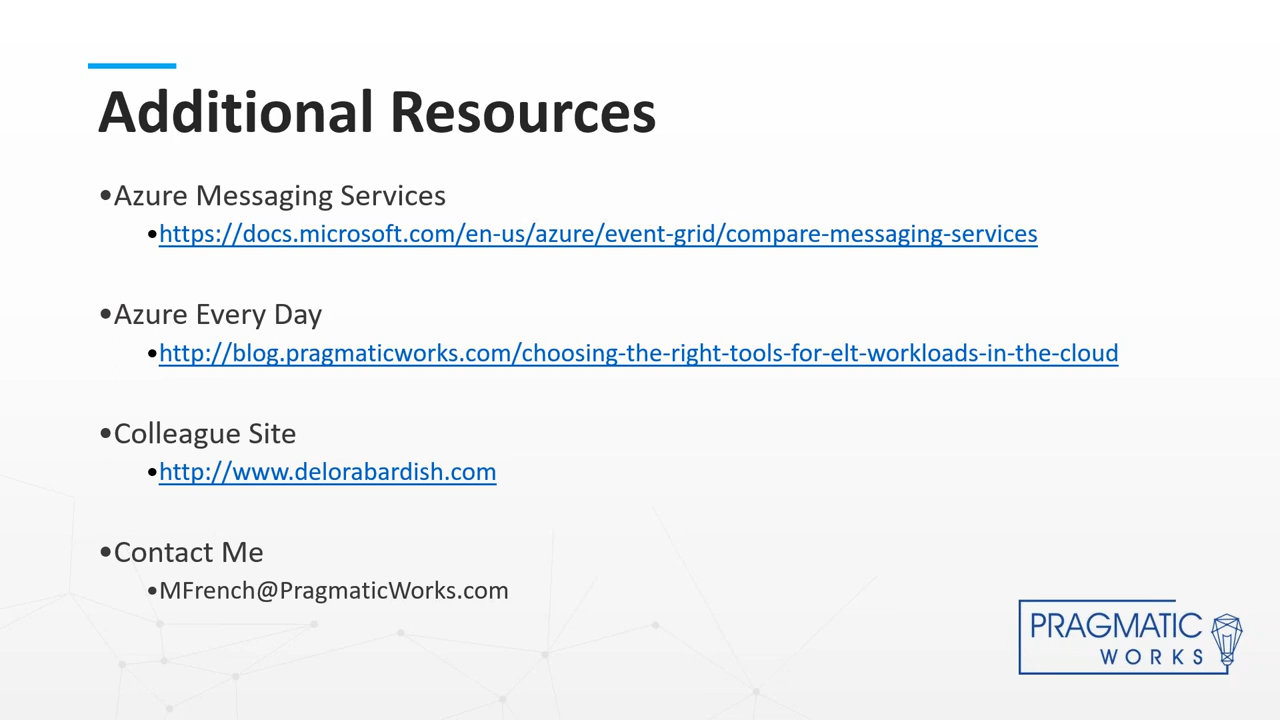 Additional Resources
•Azure Messaging Services
•https://docs.microsoft.com/en-us/azure/event-grid/compare-messaging-services
•Azure Every Day
•http://blog.pragmaticworks.com/choosing-the-right-tools-for-elt-workloads-in-the-cloud
•Colleague Site
•http://www.delorabardish.com
•Contact Me
•MFrench@PragmaticWorks.com
PRAGMATIC
WORKS